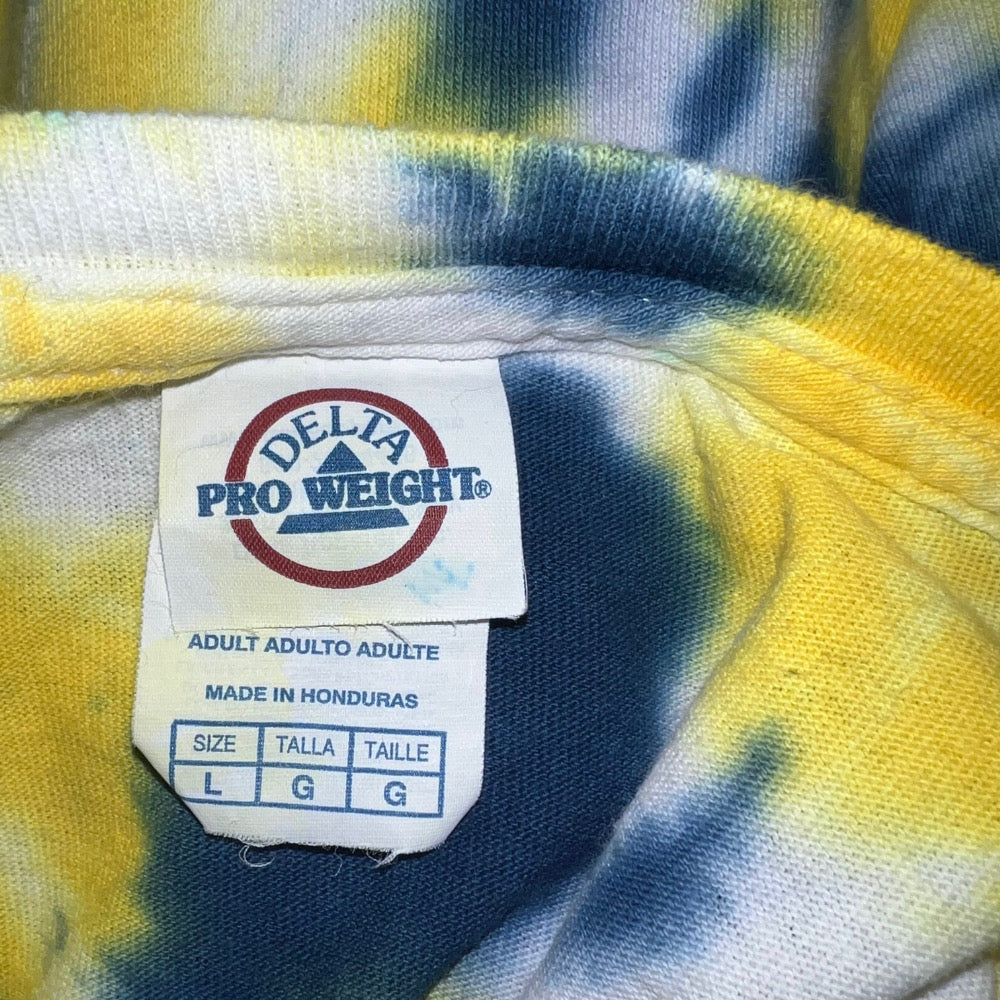 DELTA
PRO WEIGHT®
ADULT ADULTO ADULTE
MADE IN HONDURAS
SIZE TALLA TAILLE
L G G